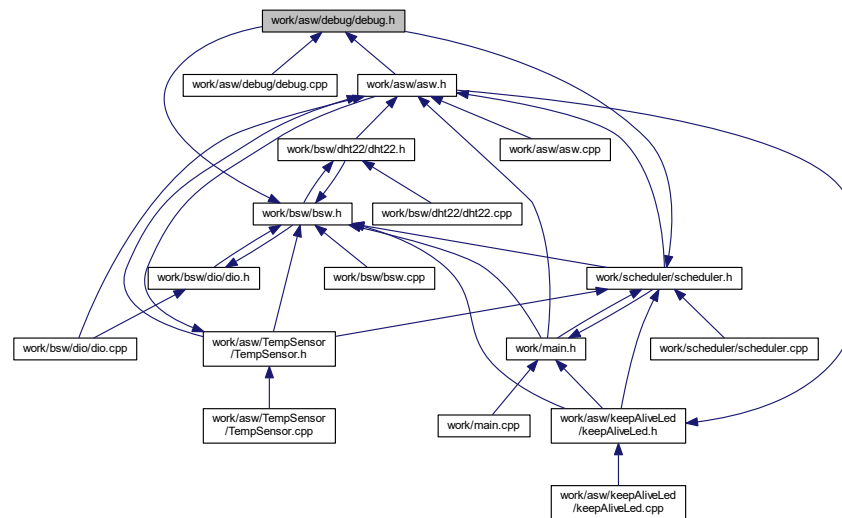 work/asw/debug/debug.h
work/asw/debug/debug.cpp
work/asw/asw.h
work/bsw/dht22/dht22.h
work/asw/asw.cpp
work/bsw/bsw.h
work/bsw/dht22/dht22.cpp
work/bsw/dio/dio.h
work/bsw/bsw.cpp
work/scheduler/scheduler.h
work/bsw/dio/dio.cpp
work/asw/TempSensor
/TempSensor.h
work/main.h
work/scheduler/scheduler.cpp
work/asw/TempSensor
/TempSensor.cpp
work/main.cpp
work/asw/keepAliveLed
/keepAliveLed.h
work/asw/keepAliveLed
/keepAliveLed.cpp